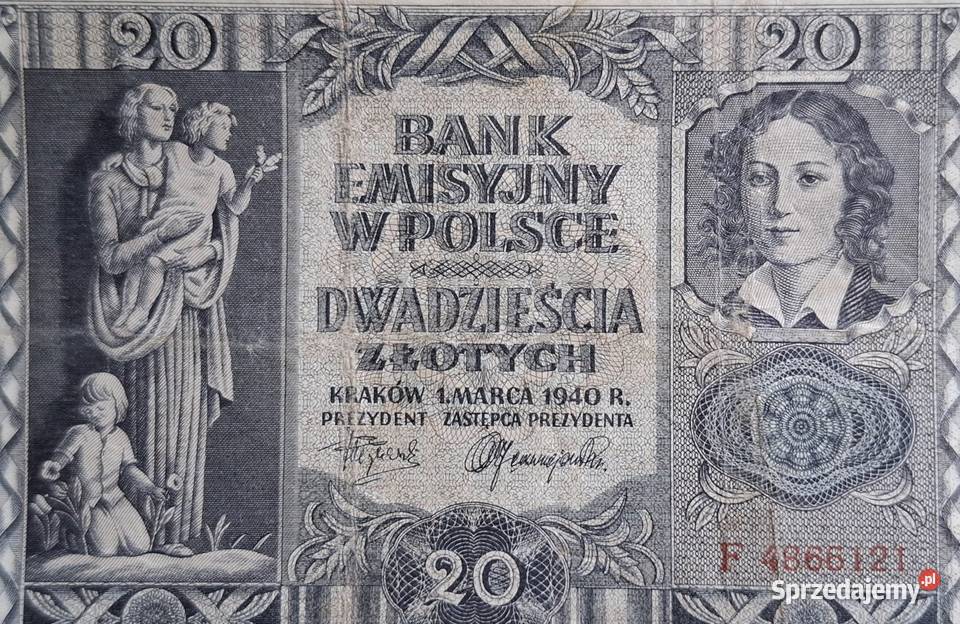 20 20
BANK
EMISYJNY
W POLSCE
DWADZIEŚCIA
ZŁOTYCH
KRAKÓW 1. MARCA 1940 R.
PREZYDENT ZASTĘPCA PREZYDENTA
20
F 4866121
Sprzedajemy.pl